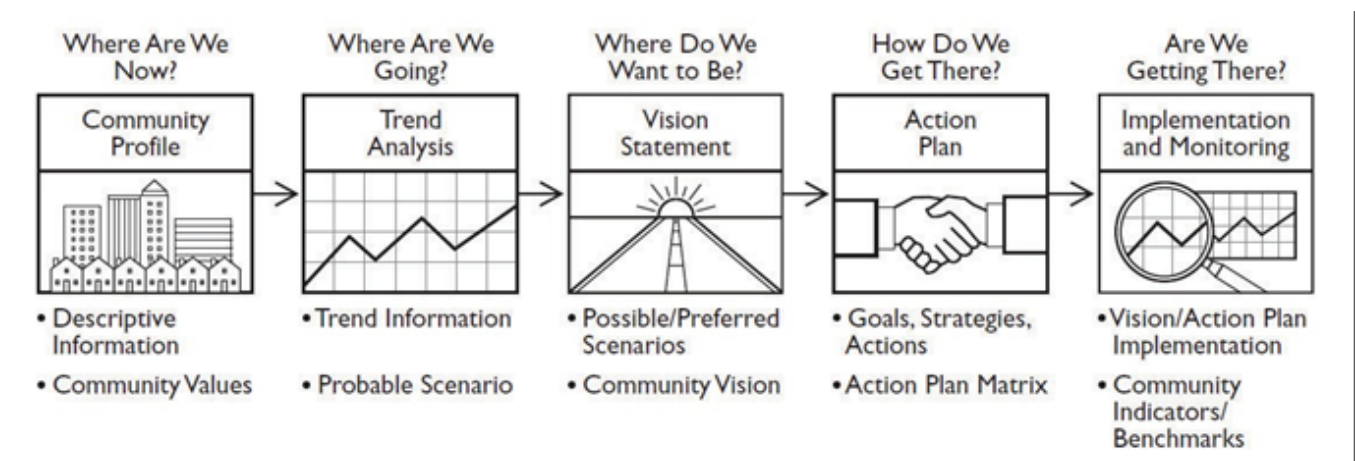 Where Are We
Now?
Where Are We
Going?
Where Do We
Want to Be?
How Do We
Get There?
Are We
Getting There?
Community
Profile
Trend
Analysis
Vision
Statement
Action
Plan
Implementation
and Monitoring
• Descriptive
Information
• Community Values
• Trend Information
• Probable Scenario
• Possible/Preferred
Scenarios
• Community Vision
• Goals, Strategies,
Actions
• Action Plan Matrix
• Vision/Action Plan
Implementation
• Community
Indicators/
Benchmarks